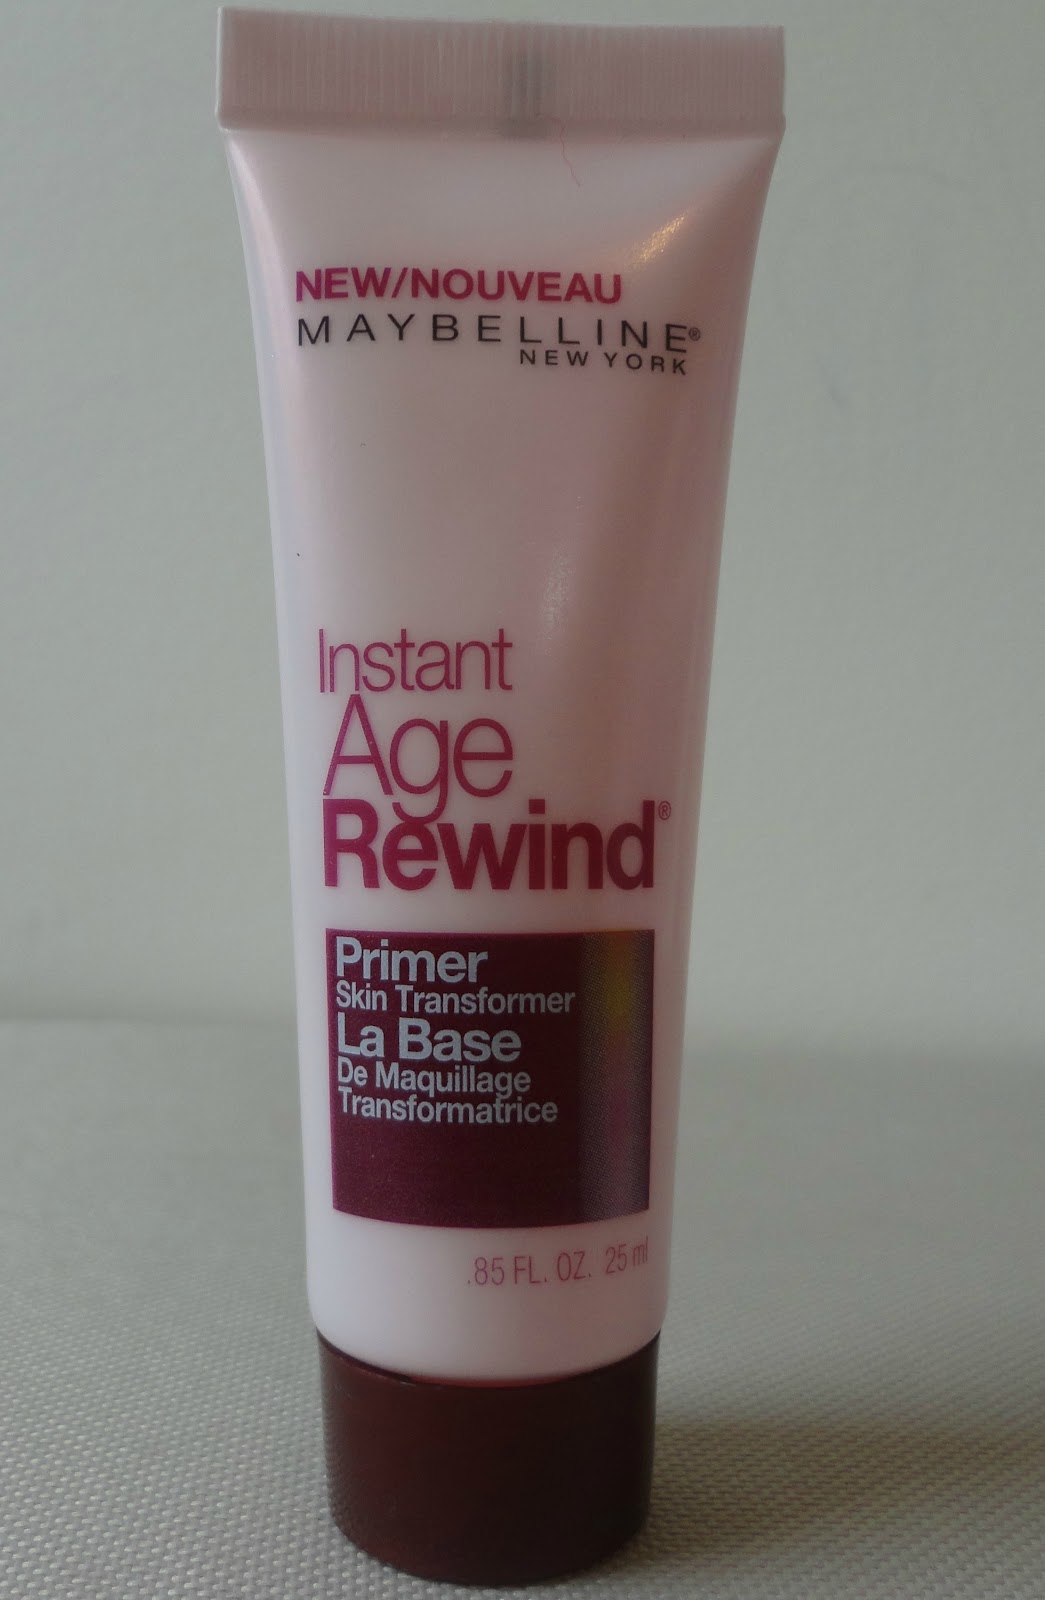 NEW/NOUVEAU
MAYBELLINE®
NEW YORK
Instant
Age
Rewind®
Primer
Skin Transformer
La Base
De Maquillage
Transformatrice
.85 FL. OZ. 25 ml